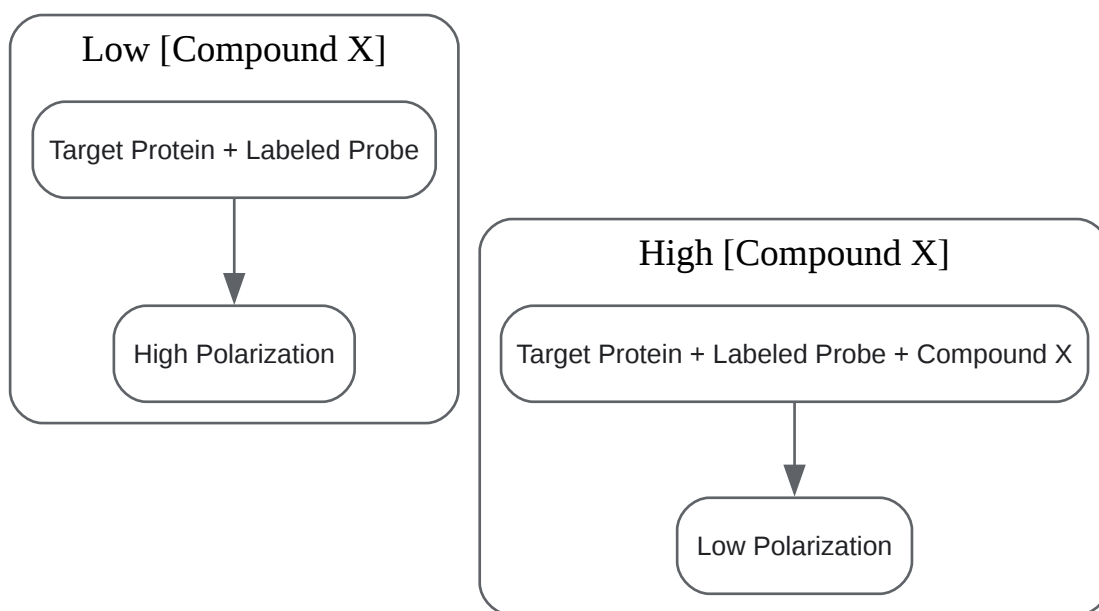 Low [Compound X]
Target Protein + Labeled Probe
High Polarization
High [Compound X]
Target Protein + Labeled Probe + Compound X
Low Polarization